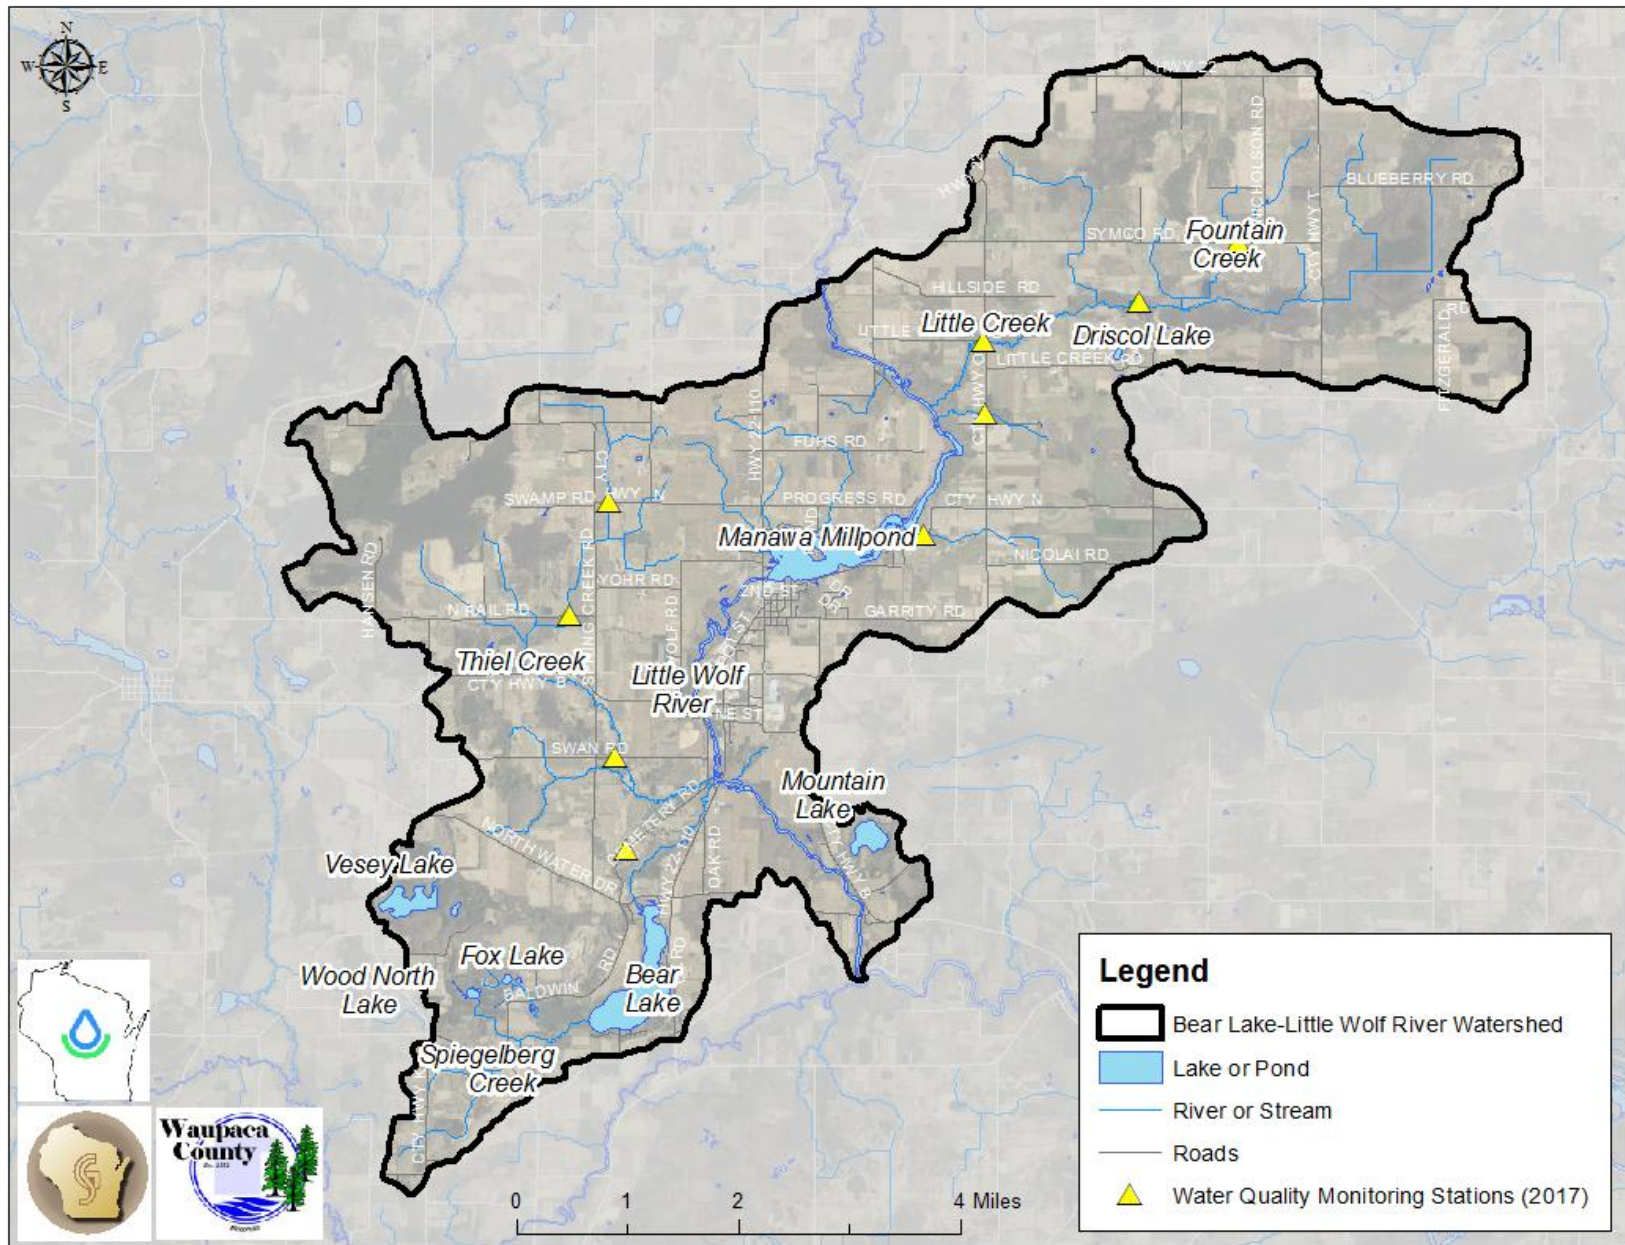 N
W
E
S
HWY 22
NICHOLSON RD
BLUEBERRY RD
SYMCO RD
Fountain
Creek
CTY HWY T
HILLSIDE RD
LITTLE
Little Creek
Driscol Lake
LITTLE CREEK RD
FITZGERALD
RD
HWY 22-110
FUHS RD
SWAMP RD
HWY N
CTY
PROGRESS RD
CTY HWY N
Manawa Millpond
NICOLAI RD
HANSEN RD
YOHR RD
2ND ST
DR
DR
N RAIL RD
SPRING CREEK RD
WOLF RD
GARRITY RD
Thiel Creek
CTY HWY B
Little Wolf
River
SWAN RD
Mountain
Lake
CEMETERY RD
NORTH WATER DR
HWY 22-110
OAK RD
CTY HWY B
Vesey Lake
Fox Lake
RD
RD
Wood North
Lake
BALDWIN
Bear
Lake
Spiegelberg
Creek
Legend
Bear Lake-Little Wolf River Watershed
Lake or Pond
River or Stream
Roads
Water Quality Monitoring Stations (2017)
Waupaca
County
Wisconsin
0 1 2 4 Miles